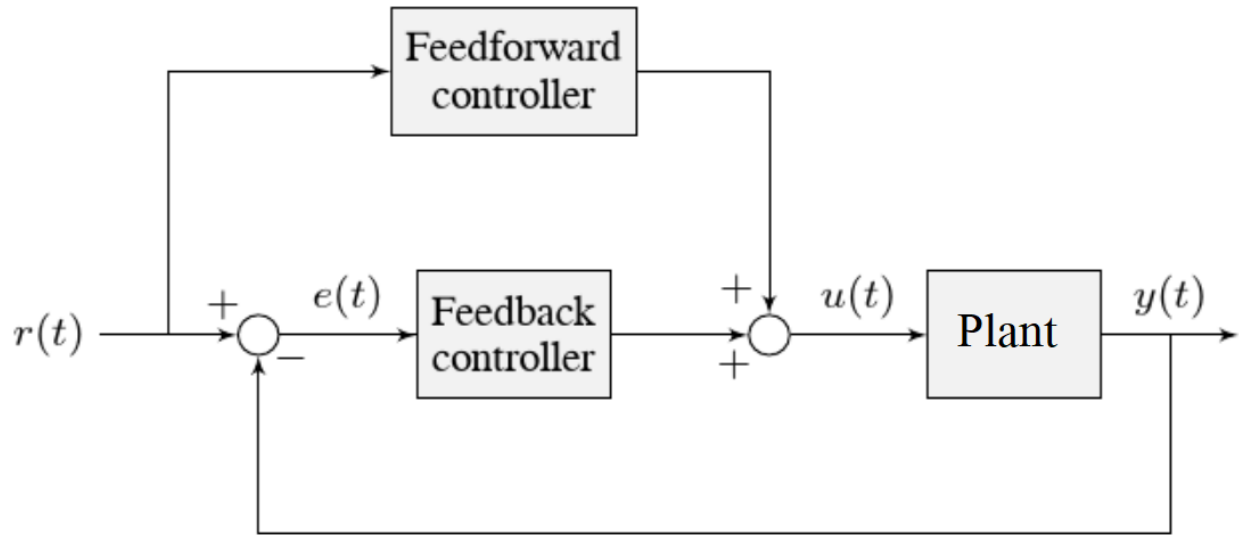 Feedforward
controller
r(t)
+
−
e(t)
Feedback
controller
+
+
u(t)
Plant
y(t)